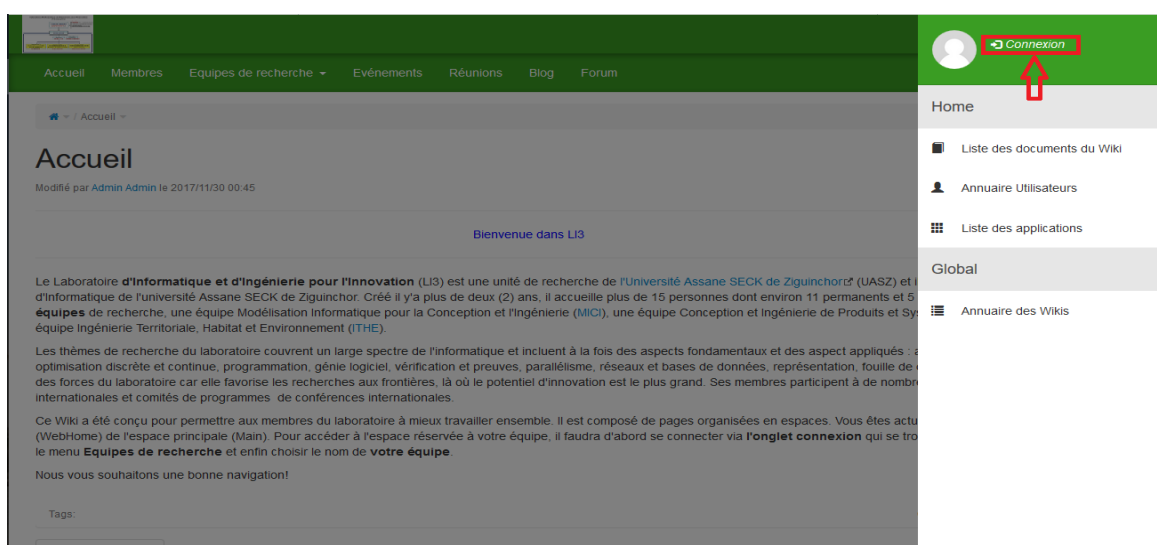 Connexion
Accueil Membres Equipes de recherche Evénements Réunions Blog Forum
/ Accueil
Accueil
Modifié par Admin Admin le 2017/11/30 00:45
Bienvenue dans LI3
Le Laboratoire d'Informatique et d'Ingénierie pour l'Innovation (LI3) est une unité de recherche de l'Université Assane SECK de Ziguinchor (UASZ) et
d'Informatique de l'université Assane SECK de Ziguinchor. Créé il y'a plus de deux (2) ans, il accueille plus de 15 personnes dont environ 11 permanents et 5
équipes de recherche, une équipe Modélisation Informatique pour la Conception et l'Ingénierie (MICI), une équipe Conception et Ingénierie de Produits et
équipe Ingénierie Territoriale, Habitat et Environnement (ITHE).
Les thèmes de recherche du laboratoire couvrent un large spectre de l'informatique et incluent à la fois des aspects fondamentaux et des aspect appliqués :
optimisation discrète et continue, programmation, génie logiciel, vérification et preuves, parallélisme, réseaux et bases de données, représentation, fouille de
des forces du laboratoire car elle favorise les recherches aux frontières, là où le potentiel d'innovation est le plus grand. Ses membres participent à de
internationales et comités de programmes de conférences internationales.
Ce Wiki a été conçu pour permettre aux membres du laboratoire à mieux travailler ensemble. Il est composé de pages organisées en espaces. Vous êtes
(WebHome) de l'espace principale (Main). Pour accéder à l'espace réservée à votre équipe, il faudra d'abord se connecter via l'onglet connexion qui se
le menu Equipes de recherche et enfin choisir le nom de votre équipe.
Nous vous souhaitons une bonne navigation!
Tags:
Home
Liste des documents du Wiki
Annuaire Utilisateurs
Liste des applications
Global
Annuaire des Wikis